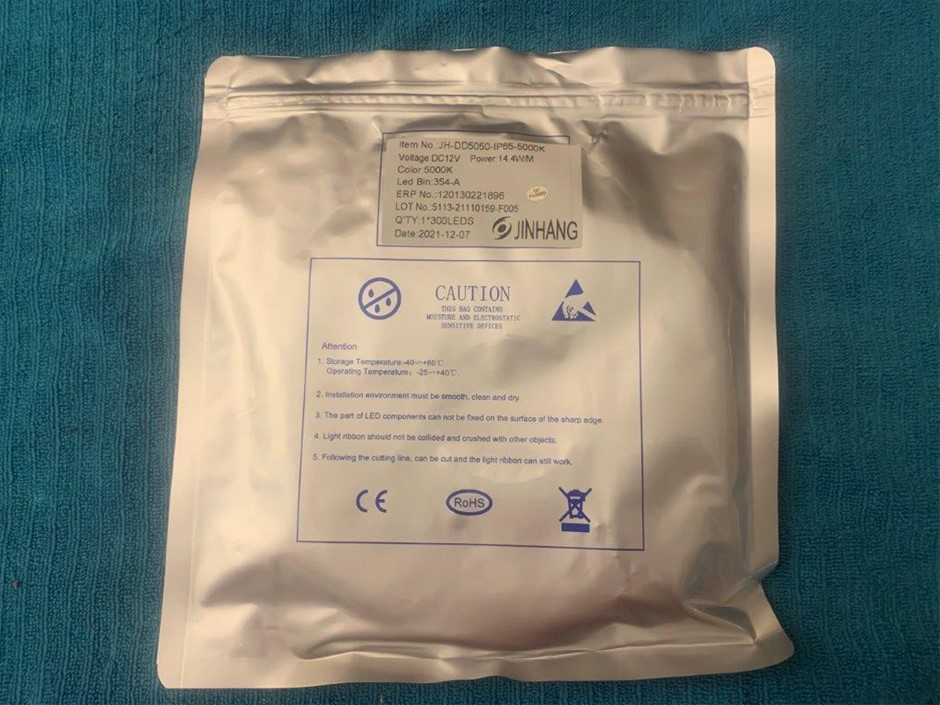 Item No.:JH-DD5050-IP65-5000K
Voltage:DC12V Power:14.4W/M
Color:5000K
Led Bin:354-A
ERP No.:120130221896
LOT No.:5113-21110159-F005
Q'TY:1*300LEDS
Date:2021-12-07
JINHANG
CAUTION
THIS BAG CONTAINS
MOISTURE AND ELECTROSTATIC
SENSITIVE DEVICES
Attention
1. Storage Temperature:-40~+60℃
Operating Temperature: -25~+40℃.
2. Installation environment must be smooth, clean and dry.
3. The part of LED components can not be fixed on the surface of the sharp edge.
4. Light ribbon should not be collided and crushed with other objects.
5. Following the cutting line, can be cut and the light ribbon can still work.
CE
RoHS